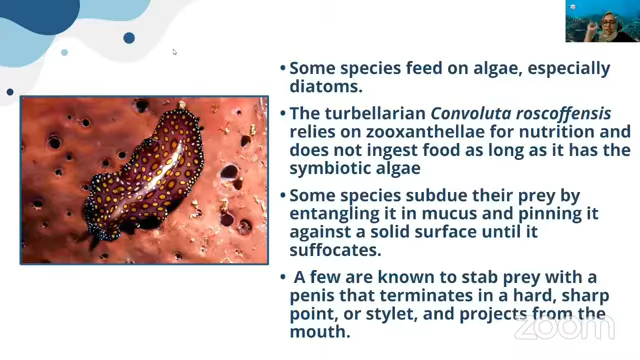 • Some species feed on algae, especially
diatoms.
• The turbellarian Convoluta roscoffensis
relies on zooxanthellae for nutrition and
does not ingest food as long as it has the
symbiotic algae
• Some species subdue their prey by
entangling it in mucus and pinning it
against a solid surface until it
suffocates.
• A few are known to stab prey with a
penis that terminates in a hard, sharp
point, or stylet, and projects from the
mouth.
zoom